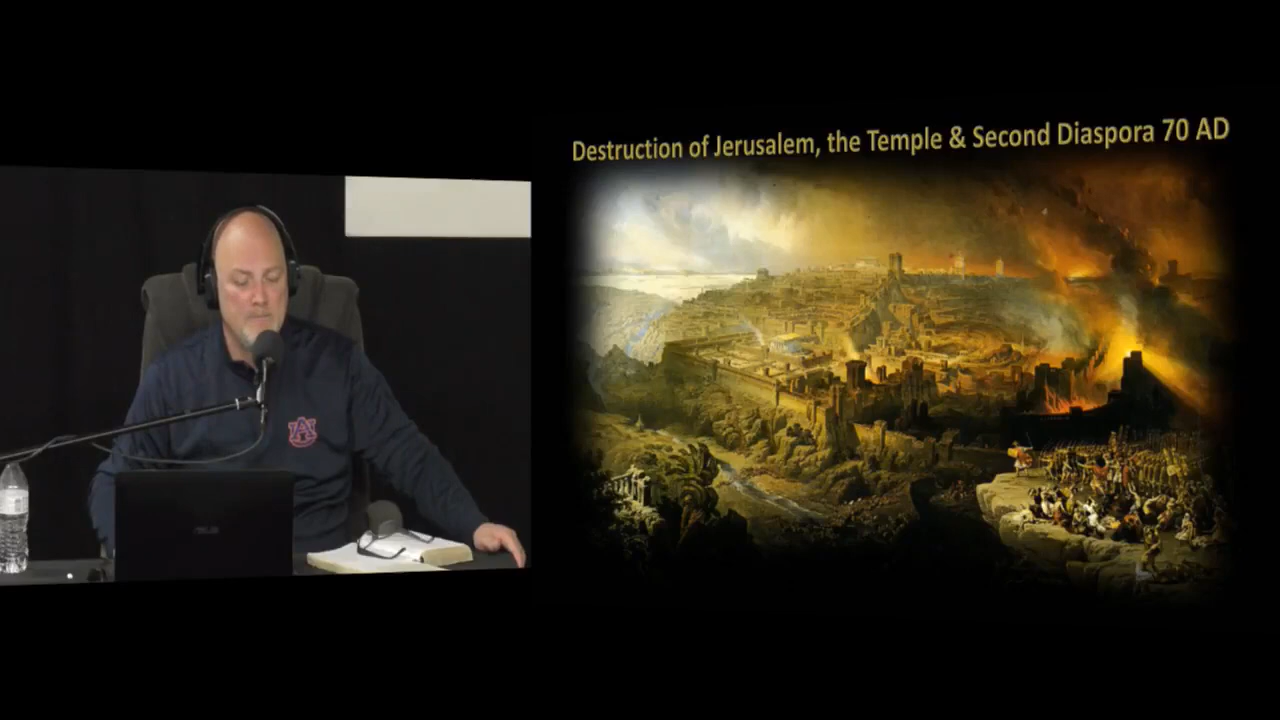 Destruction of Jerusalem, the Temple & Second Diaspora 70 AD
AU